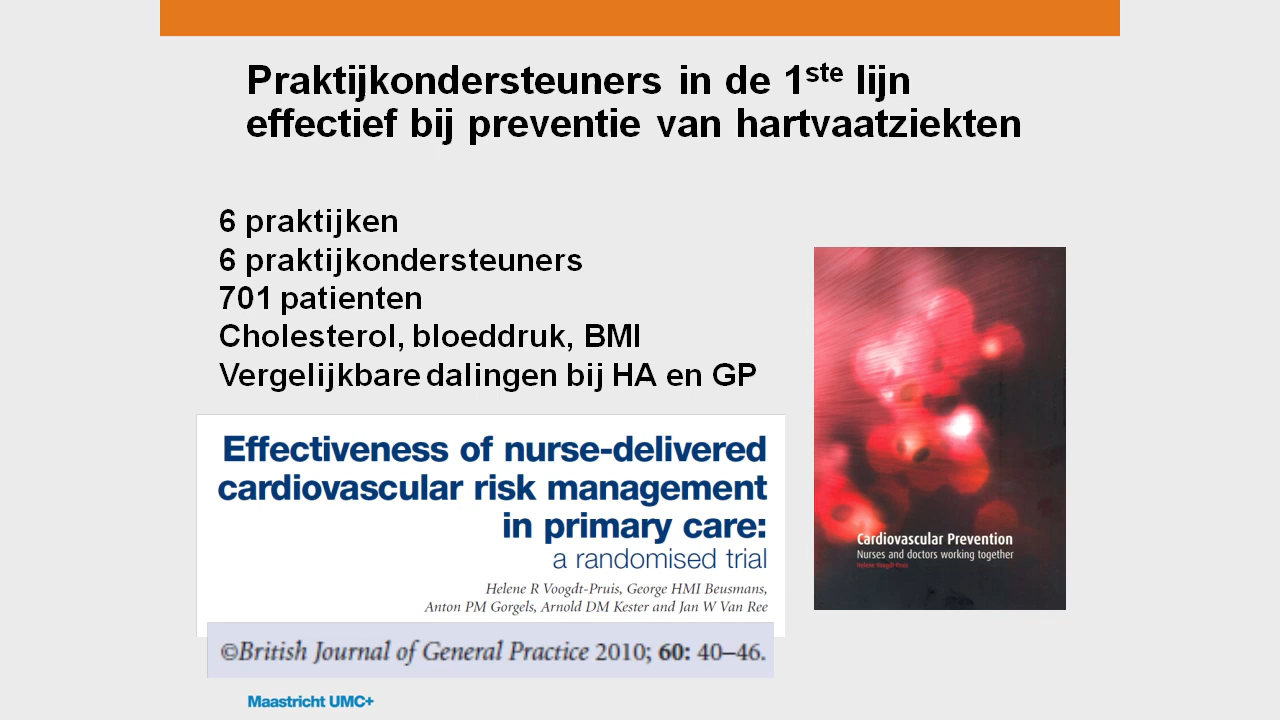 Praktijkondersteuners in de 1ste lijn
effectief bij preventie van hartvaatziekten
6 praktijken
6 praktijkondersteuners
701 patienten
Cholesterol, bloeddruk, BMI
Vergelijkbare dalingen bij HA en GP
Effectiveness of nurse-delivered
cardiovascular risk management
in primary care:
a randomised trial
Helene R Voogdt-Pruis, George HMI Beusmans,
Anton PM Gorgels, Arnold DM Kester and Jan W Van Ree
©British Journal of General Practice 2010; 60: 40–46.
Cardiovascular Prevention
Nurses and doctors working together
Helene Voogdt-Pruis
Maastricht UMC+